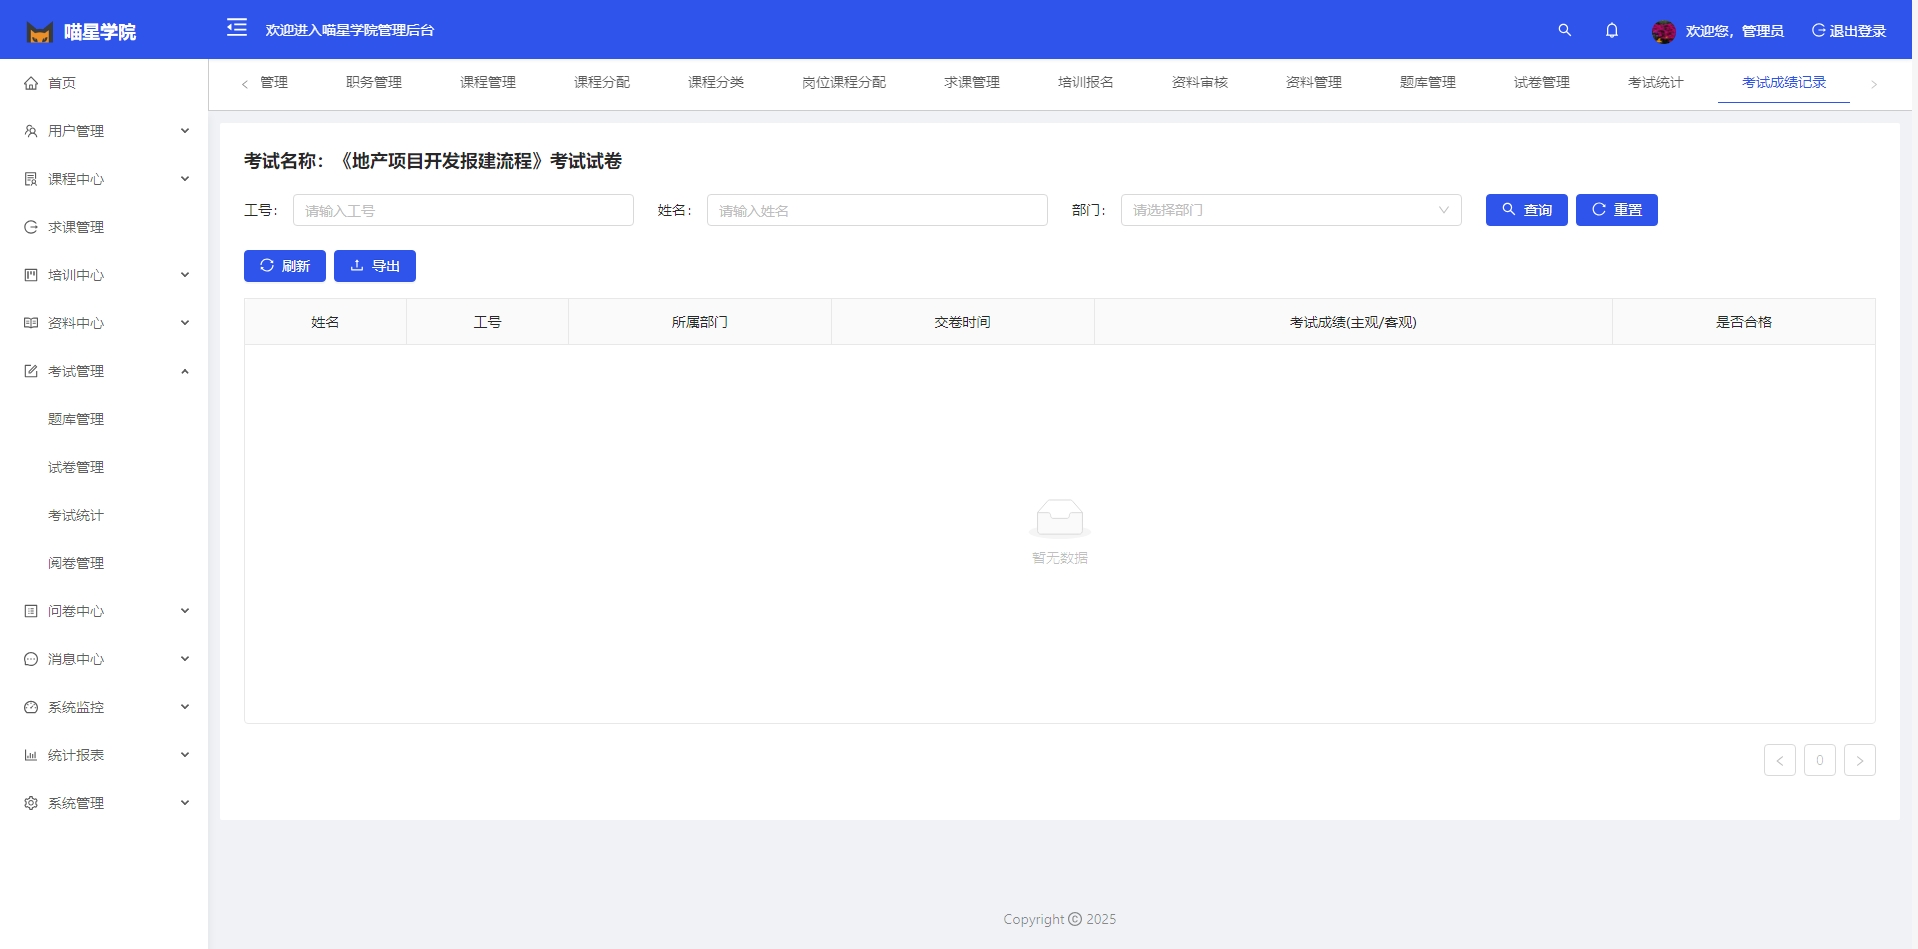 喵星学院
欢迎进入喵星学院管理后台
欢迎您，管理员
退出登录
首页
用户管理
课程中心
求课管理
培训中心
资料中心
考试管理
题库管理
试卷管理
考试统计
阅卷管理
问卷中心
消息中心
系统监控
统计报表
系统管理
管理 职务管理 课程管理 课程分配 课程分类 岗位课程分配 求课管理 培训报名 资料审核 资料管理 题库管理 试卷管理 考试统计 考试成绩记录
考试名称：《地产项目开发报建流程》考试试卷
工号： 请输入工号 姓名： 请输入姓名 部门： 请选择部门 查询 重置
刷新 导出
姓名 工号 所属部门 交卷时间 考试成绩(主观/客观) 是否合格
暂无数据
< 0 >
Copyright © 2025